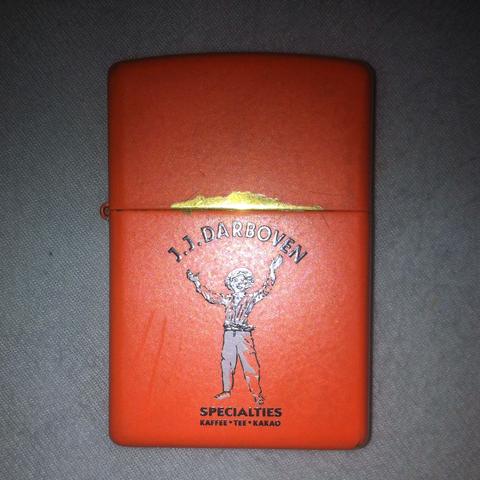 J.J. DARBOVEN
SPECIALTIES
KAFFEE • TEE • KAKAO